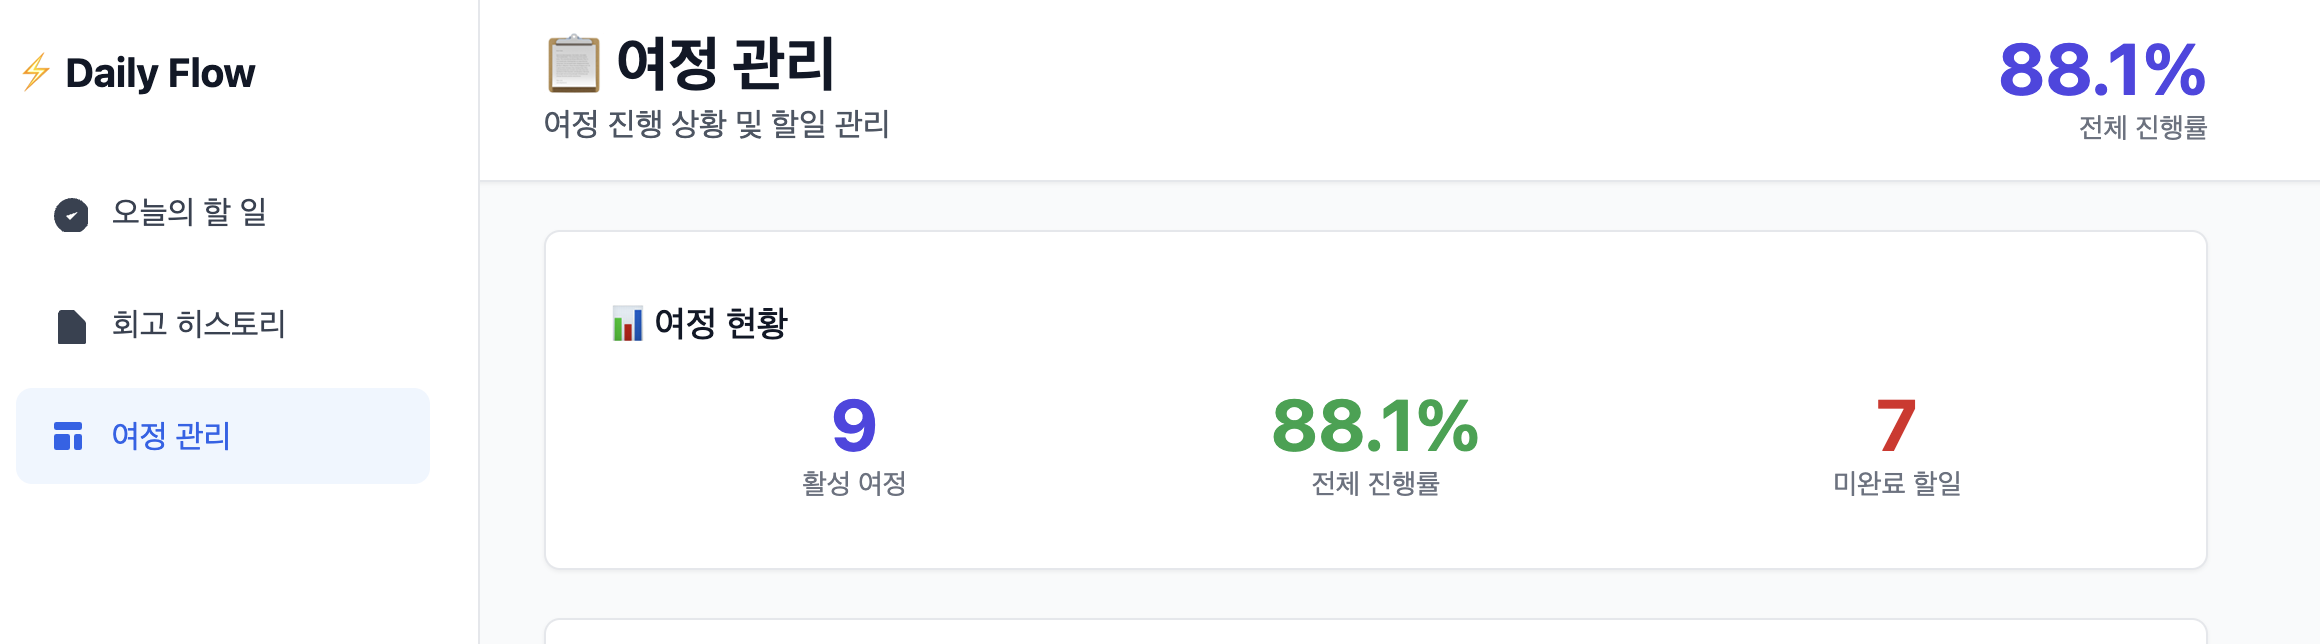 Daily Flow
오늘의 할 일
회고 히스토리
여정 관리
여정 관리
여정 진행 상황 및 할일 관리
88.1%
전체 진행률
여정 현황
9
활성 여정
88.1%
전체 진행률
7
미완료 할일